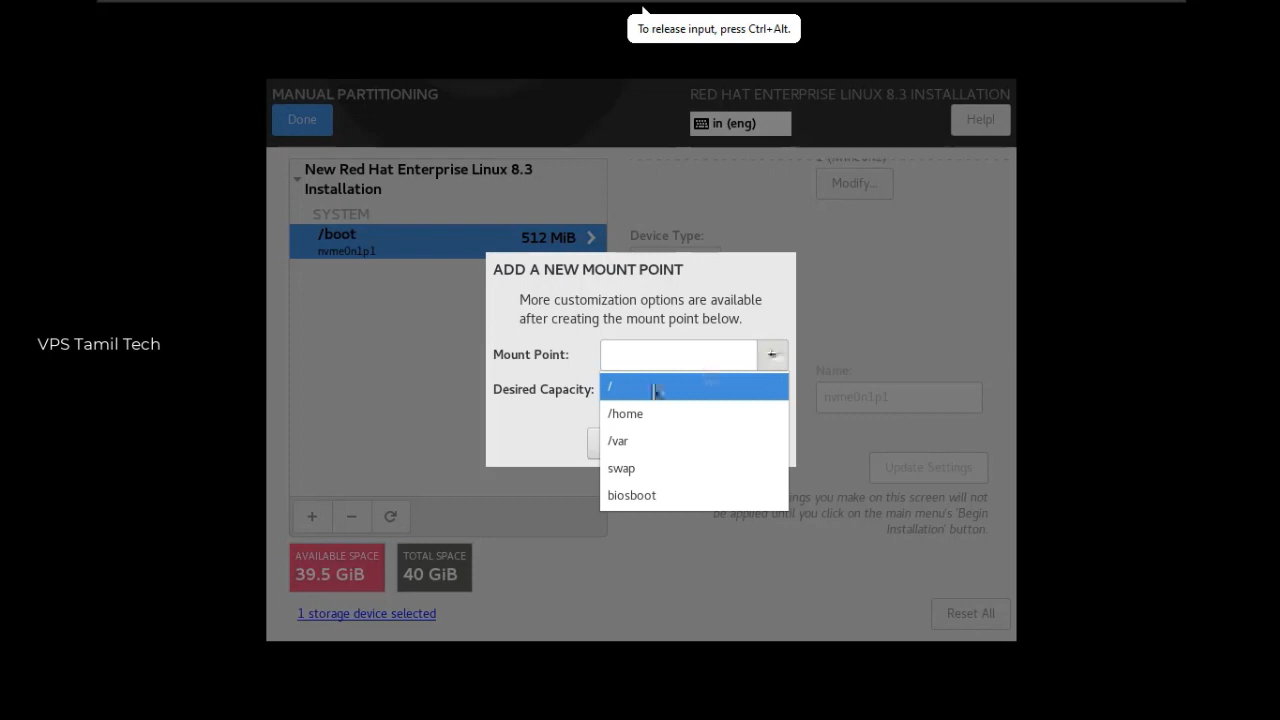 To release input, press Ctrl+Alt.
MANUAL PARTITIONING
RED HAT ENTERPRISE LINUX 8.3 INSTALLATION
Done
in (eng)
Help!
New Red Hat Enterprise Linux 8.3
Installation
SYSTEM
/boot
512 MiB
nvme0n1p1
Modify...
Device Type:
ADD A NEW MOUNT POINT
More customization options are available
after creating the mount point below.
Mount Point:
Desired Capacity:
/
/home
/var
swap
biosboot
VPS Tamil Tech
Name:
nvme0n1p1
Update Settings
you make on this screen will not
be applied until you click on the main menu's 'Begin
Installation' button.
AVAILABLE SPACE
39.5 GiB
TOTAL SPACE
40 GiB
1 storage device selected
Reset All